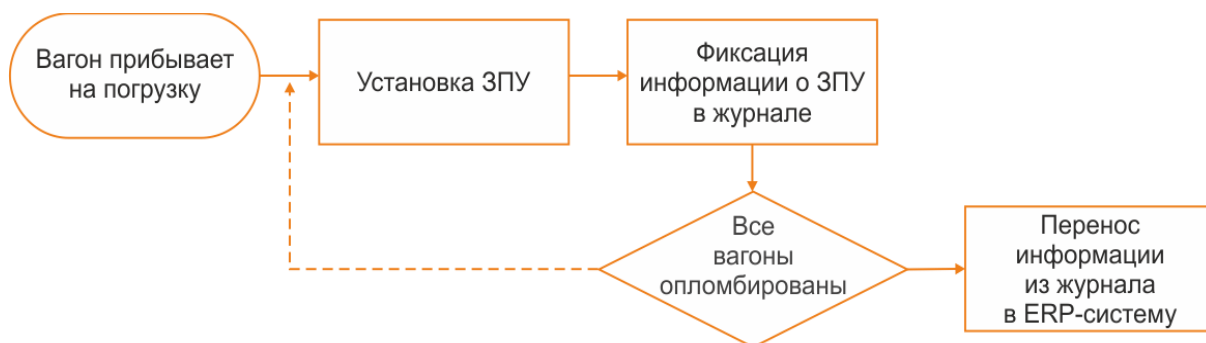 Вагон прибывает
на погрузку
Установка ЗПУ
Фиксация
информации о ЗПУ
в журнале
Все
вагоны
опломбированы
Перенос
информации
из журнала
в ERP-систему